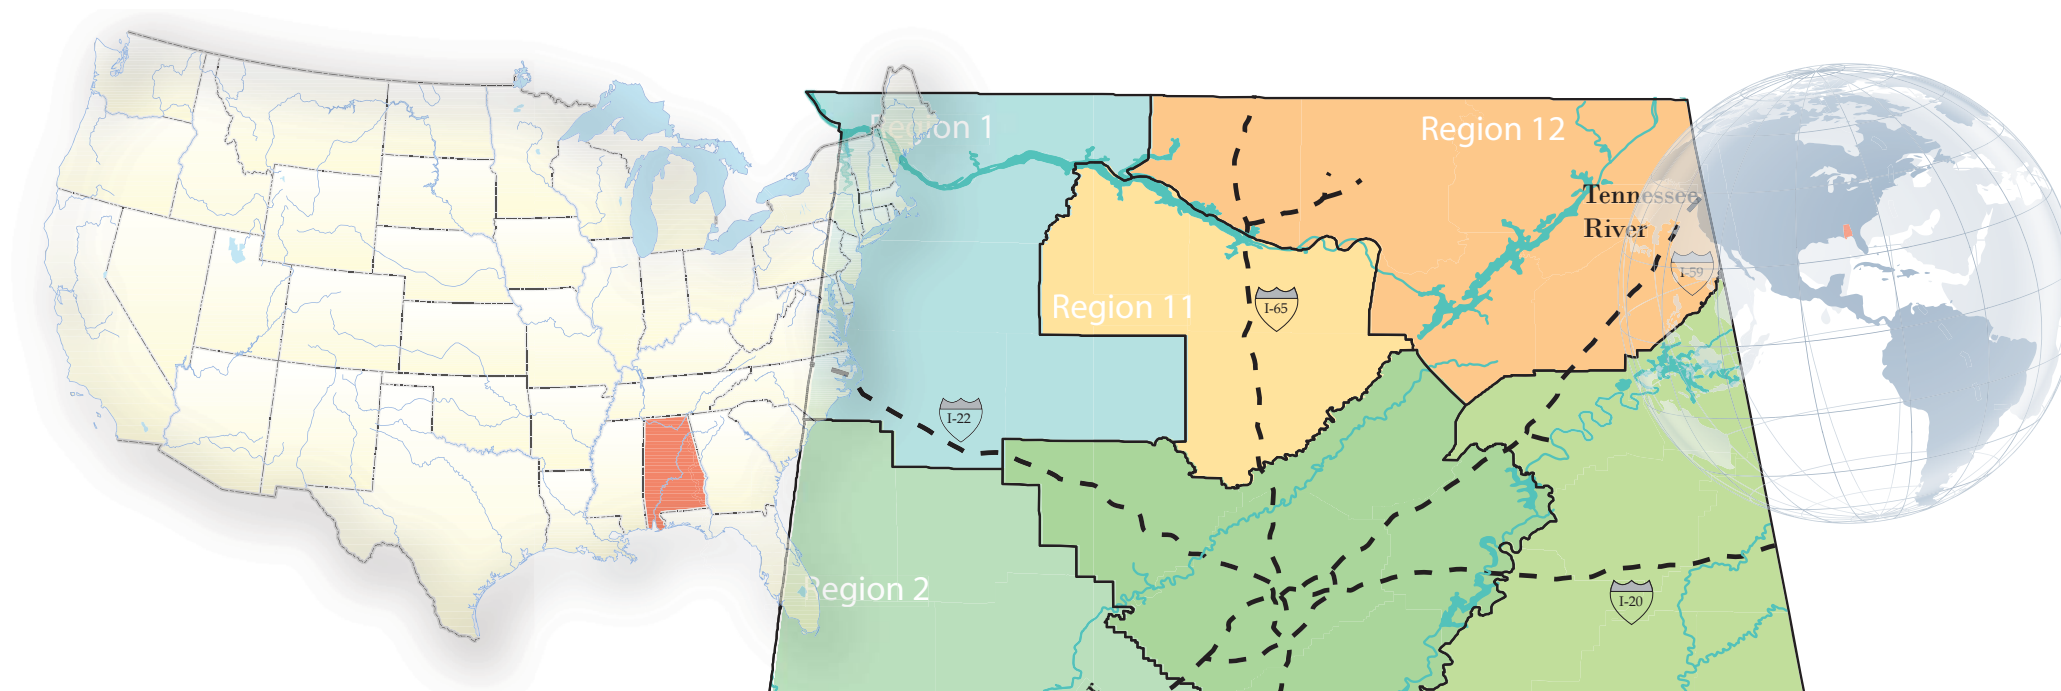 Region 1
Region 12
Tennessee
River
I-59
Region 11
I-65
I-22
Region 2
I-20